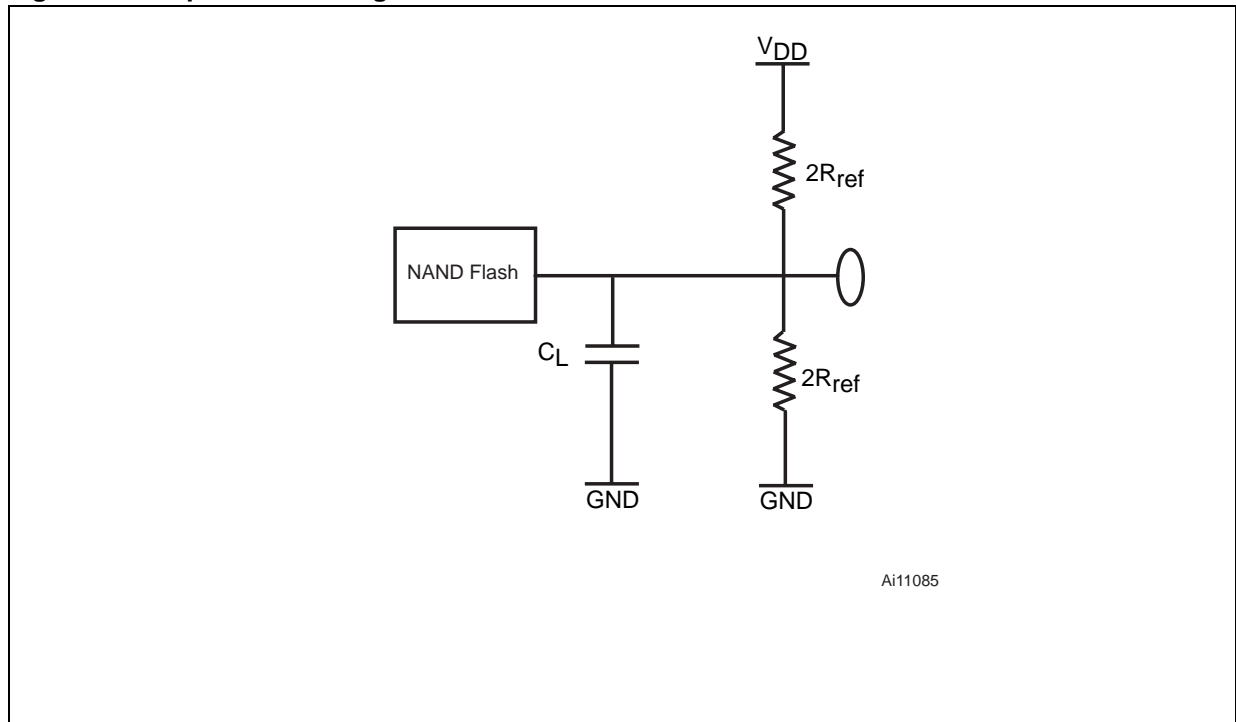 VDD
2Rref
NAND Flash
CL
2Rref
GND
GND
Ai11085